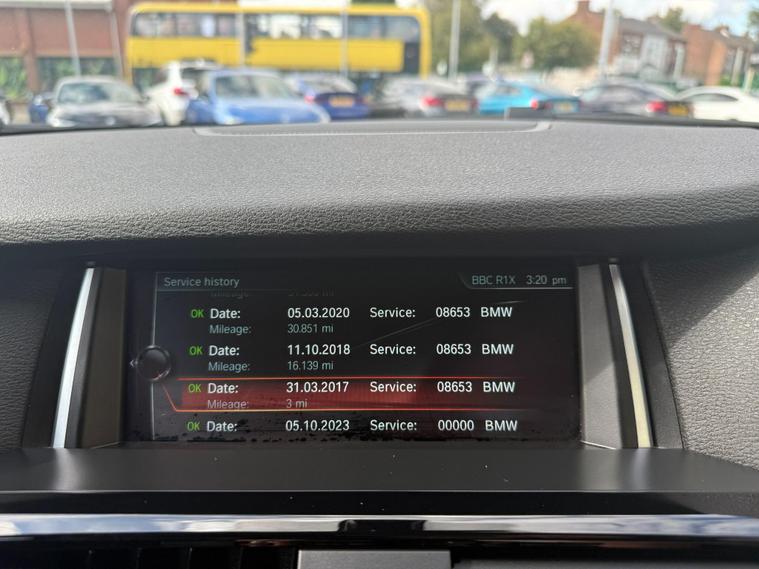 Service history BBC R1X 3:20 pm
OK Date: 05.03.2020 Service: 08653 BMW
Mileage: 30.851 mi
OK Date: 11.10.2018 Service: 08653 BMW
Mileage: 16.139 mi
OK Date: 31.03.2017 Service: 08653 BMW
Mileage: 3 mi
OK Date: 05.10.2023 Service: 00000 BMW